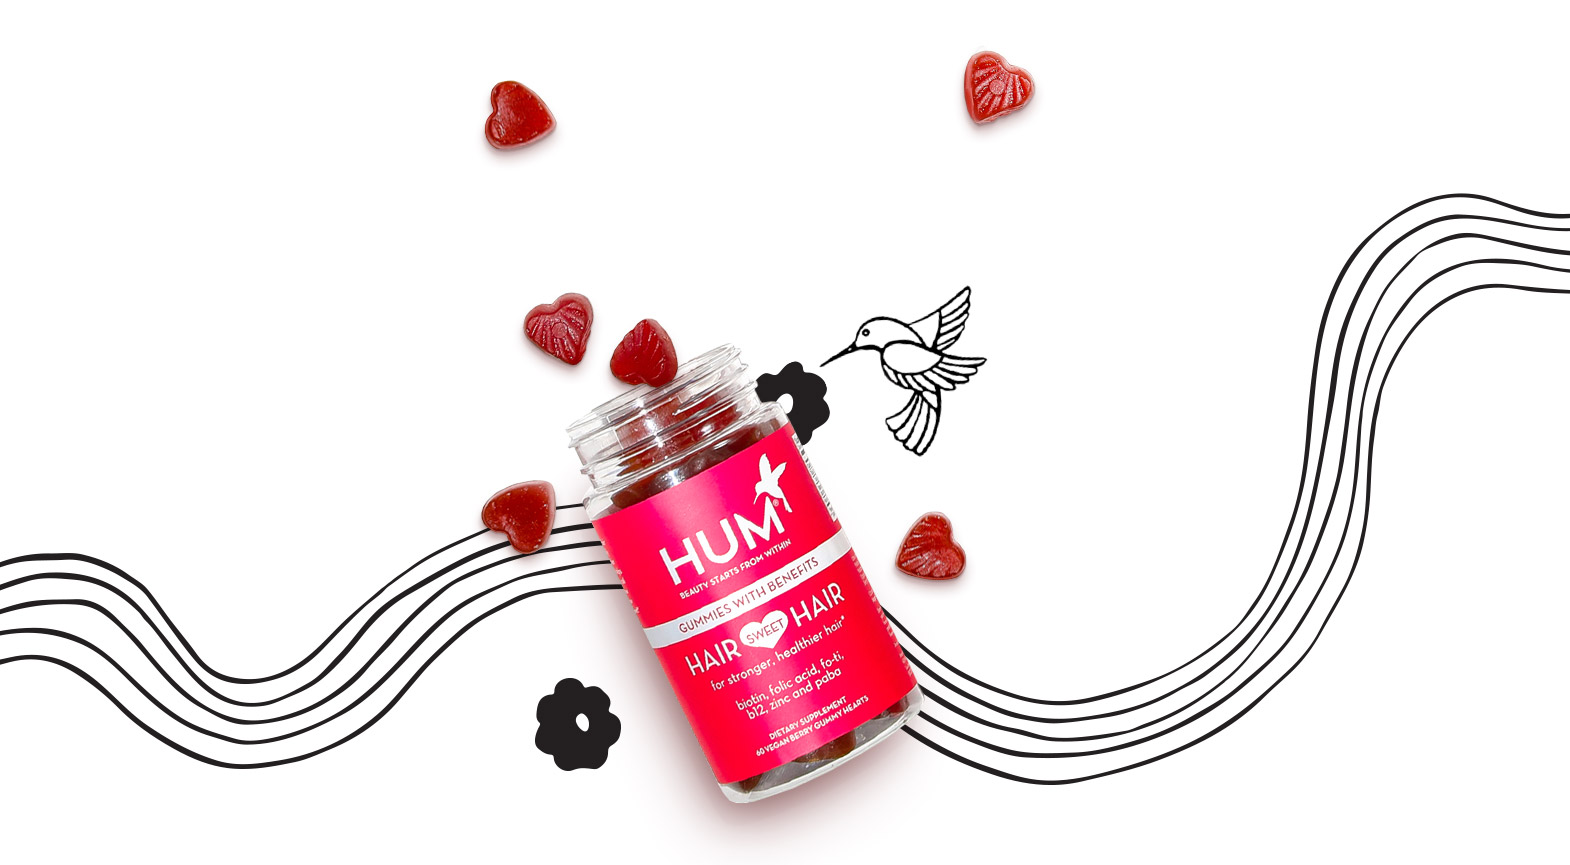 HUM®
BEAUTY STARTS FROM WITHIN
GUMMIES WITH BENEFITS
HAIR SWEET HAIR
for stronger, healthier hair*
biotin, folic acid, fo-ti,
b12, zinc and paba
DIETARY SUPPLEMENT
60 VEGAN BERRY GUMMY HEARTS